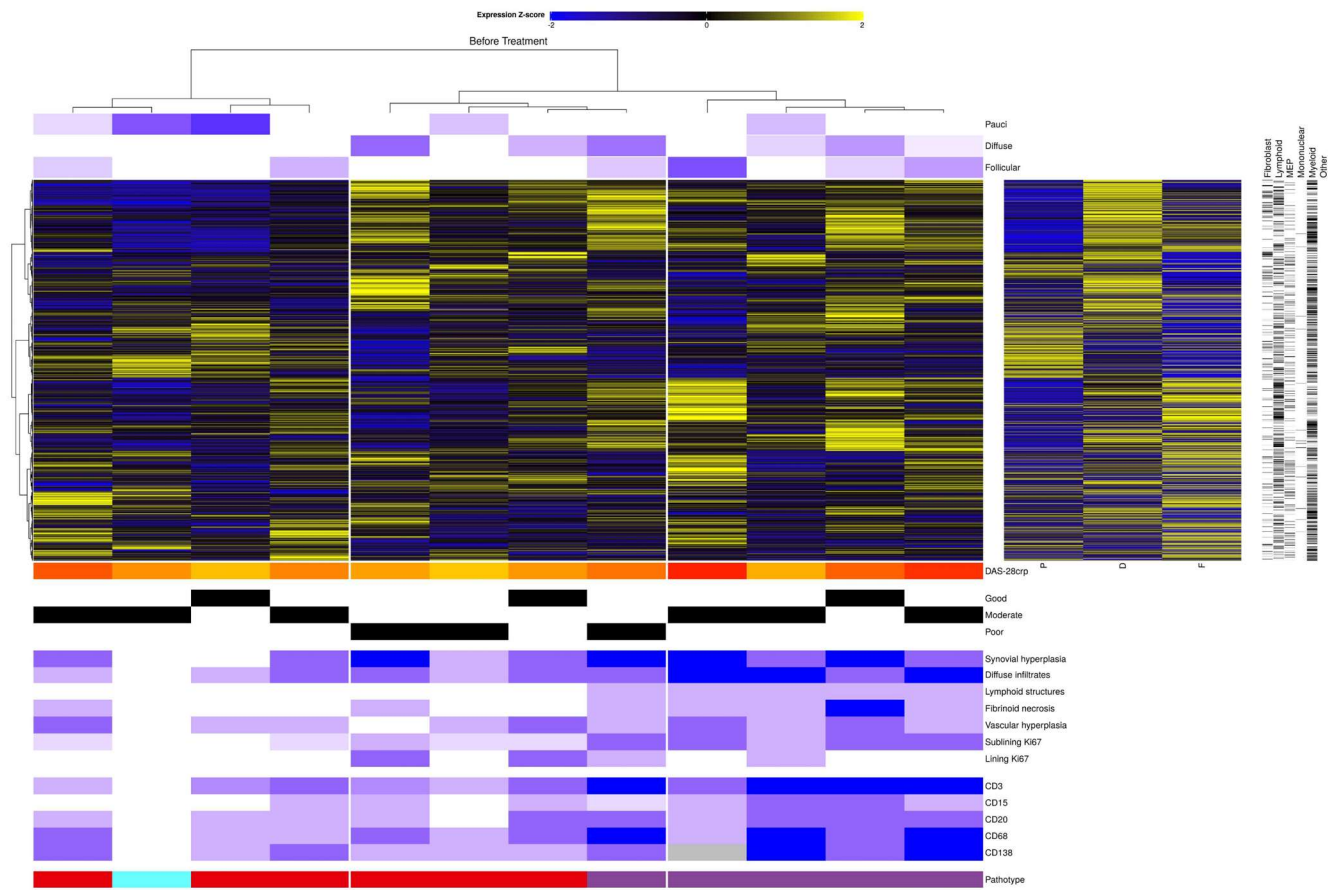 Expression Z-score
-2
0
2
Before Treatment
Pauci
Diffuse
Follicular
Fibroblast
Lymphoid
MEP
Mononuclear
Myeloid
Other
P
D
F
DAS-28crp
Good
Moderate
Poor
Synovial hyperplasia
Diffuse infiltrates
Lymphoid structures
Fibrinoid necrosis
Vascular hyperplasia
Sublining Ki67
Lining Ki67
CD3
CD15
CD20
CD68
CD138
Pathotype